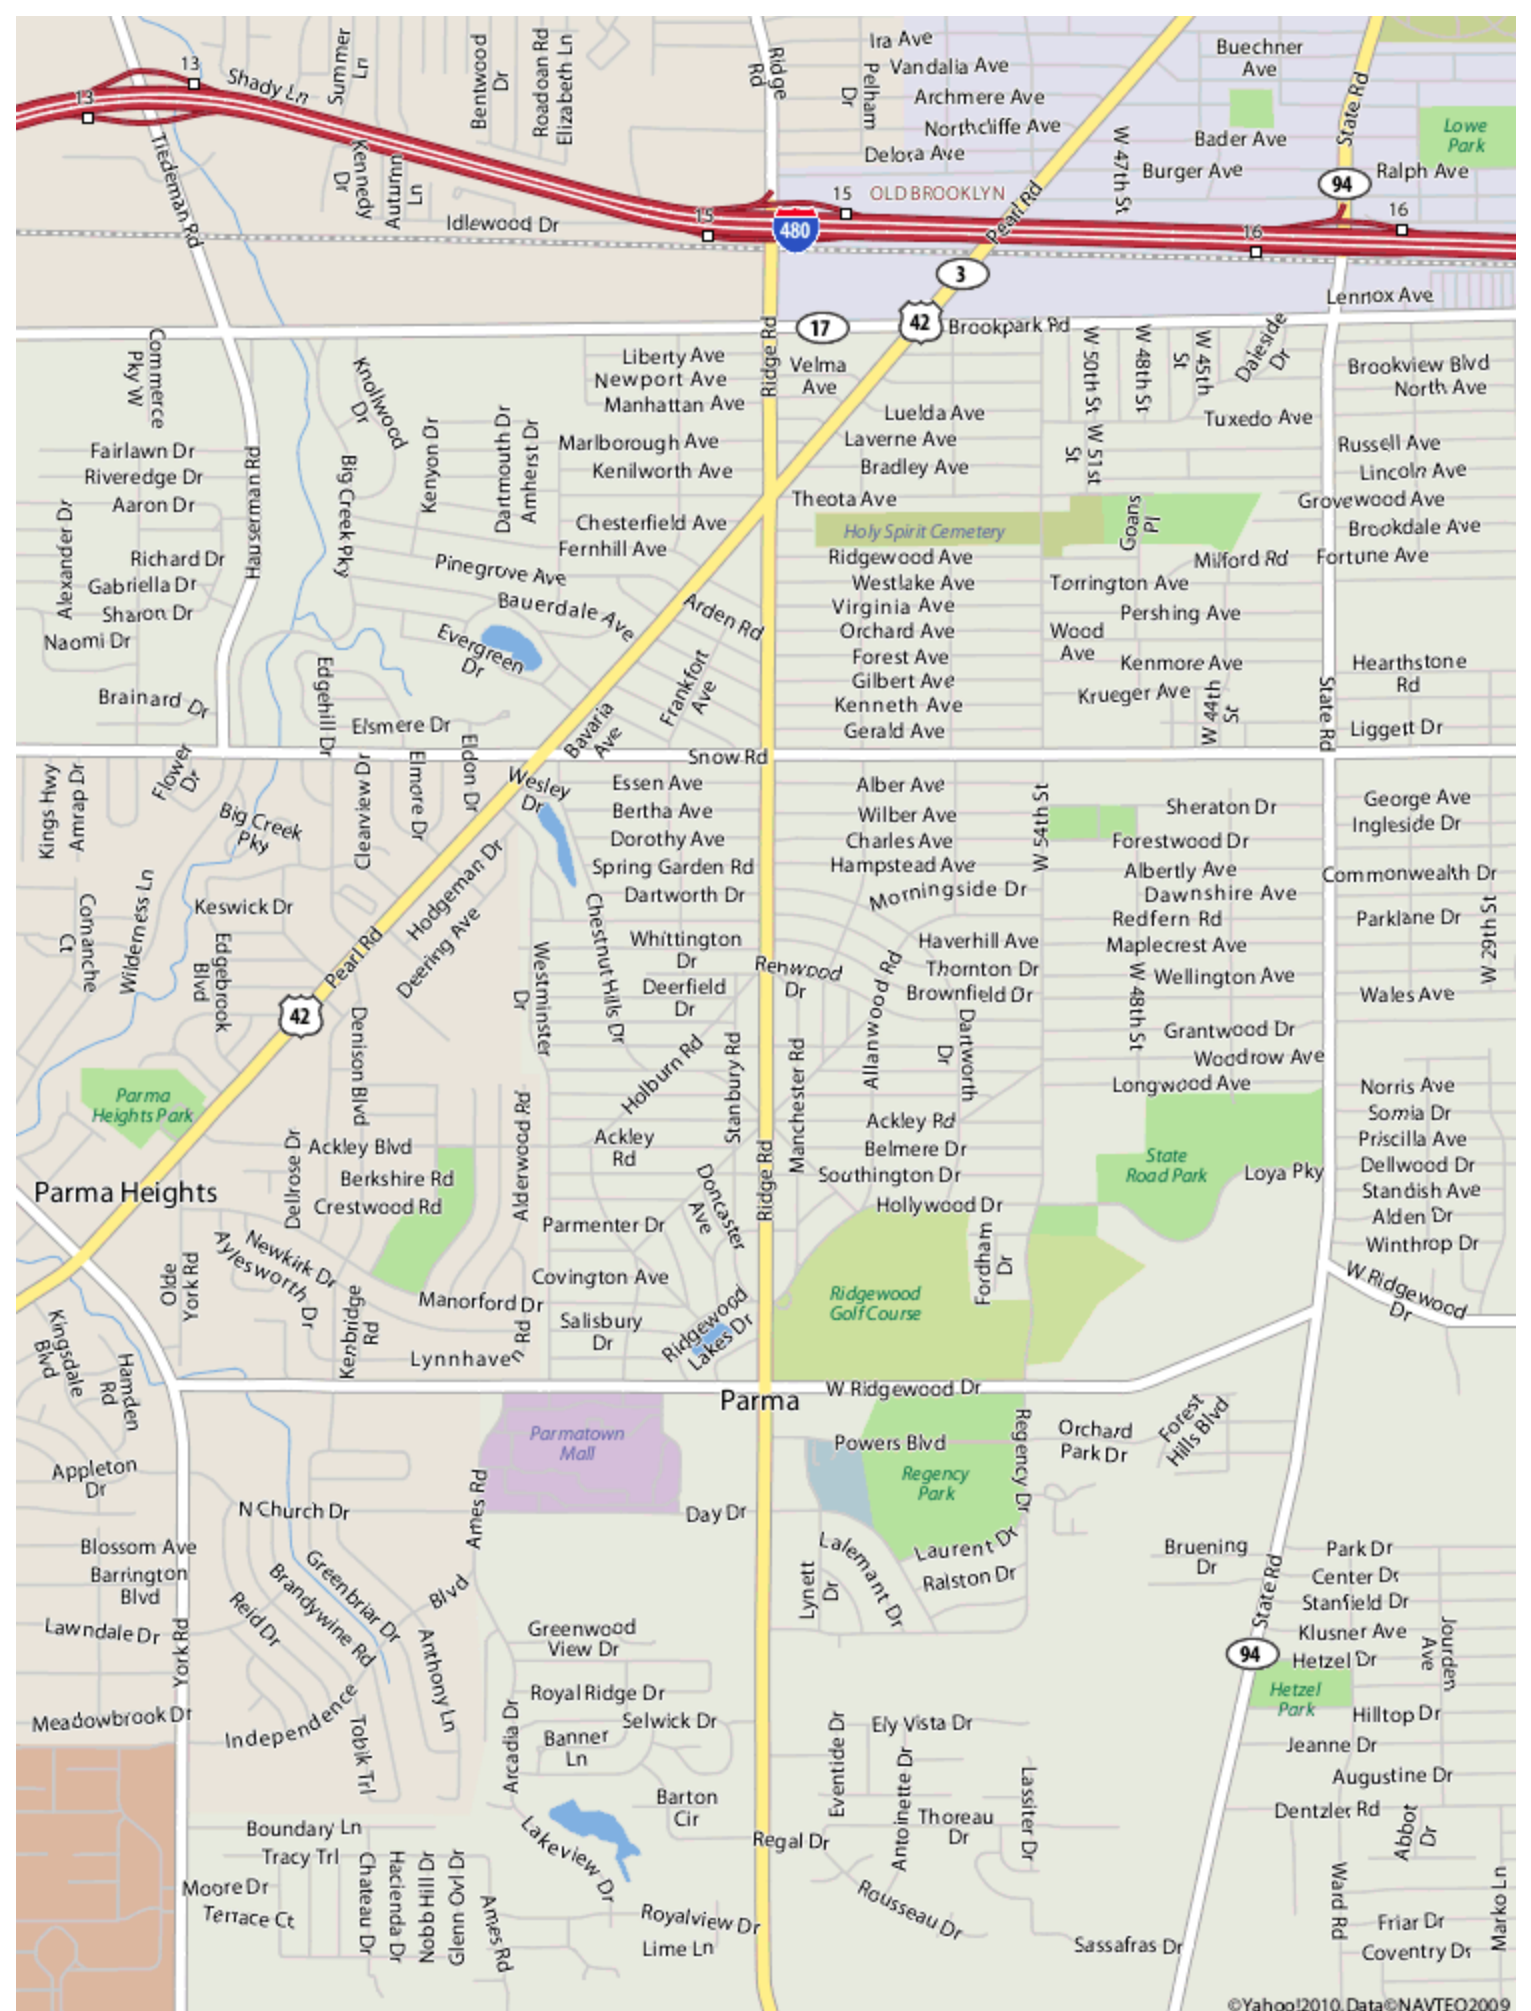 Ira Ave
Vandalia Ave
Archmere Ave
Northcliffe Ave
Delora Ave
Pelham
Dr
Buechner
Ave
Bader Ave
Burger Ave
Ralph Ave
Lowe
Park
State Rd
94
W 47th St
OLD BROOKLYN
Pearl Rd
Ridge
Rd
13
13
Shady Ln
Summer
Ln
Bentwood
Dr
Roadoan Rd
Elizabeth Ln
Tiedeman Rd
Kennedy
Dr
Autumn
Ln
Idlewood Dr
15
15
480
16
16
3
42
17
Lennox Ave
Brookpark Rd
Commerce
Pky W
Knollwood
Dr
Liberty Ave
Newport Ave
Manhattan Ave
Ridge Rd
Velma
Ave
W 50th St
W 48th St
W 45th
St
Daleside
Dr
Brookview Blvd
North Ave
Luelda Ave
Tuxedo Ave
Fairlawn Dr
Riveredge Dr
Aaron Dr
Hauserman Rd
Big Creek Pky
Kenyon Dr
Dartmouth Dr
Amherst Dr
Marlborough Ave
Kenilworth Ave
Laverne Ave
Bradley Ave
W 51st
St
Russell Ave
Lincoln Ave
Theota Ave
Grovewood Ave
Alexander Dr
Chesterfield Ave
Fernhill Ave
Holy Spirit Cemetery
Goans
Pl
Brookdale Ave
Richard Dr
Gabriella Dr
Sharon Dr
Naomi Dr
Pinegrove Ave
Bauerdale Ave
Arden Rd
Ridgewood Ave
Westlake Ave
Virginia Ave
Orchard Ave
Forest Ave
Gilbert Ave
Kenneth Ave
Gerald Ave
Milford Rd
Fortune Ave
Torrington Ave
Pershing Ave
Wood
Ave
Kenmore Ave
Krueger Ave
W 44th
St
Hearthstone
Rd
Liggett Dr
State Rd
Evergreen
Dr
Frankfort
Ave
Brainard Dr
Edgehill Dr
Elsmere Dr
Bavaria
Ave
Snow Rd
Kings Hwy
Amrap Dr
Flower
Dr
Clearview Dr
Elmore Dr
Eldon Dr
Wesley
Dr
Essen Ave
Bertha Ave
Dorothy Ave
Spring Garden Rd
Dartworth Dr
Alber Ave
Wilber Ave
Charles Ave
Hampstead Ave
Morningside Dr
W 54th St
Sheraton Dr
Forestwood Dr
Albertly Ave
Dawnshire Ave
Redfern Rd
Maplecrest Ave
Wellington Ave
George Ave
Ingleside Dr
Commonwealth Dr
Parklane Dr
W 29th St
Big Creek
Pky
Comanche
Ct
Wilderness Ln
Keswick Dr
Edgebrook
Blvd
Pearl Rd
Hodgeman Dr
Deering Ave
Westminster
Dr
Chestnut Hills Dr
Whittington
Dr
Deerfield
Dr
Renwood
Dr
Haverhill Ave
Thornton Dr
Brownfield Dr
Allanwood Rd
Dartworth
Dr
W 48th St
Wales Ave
42
Denison Blvd
Holburn Rd
Stanbury Rd
Manchester Rd
Grantwood Dr
Woodrow Ave
Longwood Ave
Parma
Heights Park
Norris Ave
Somia Dr
Priscilla Ave
Dellwood Dr
Standish Ave
Alden Dr
Winthrop Dr
Ackley Rd
Belmere Dr
Southington Dr
Hollywood Dr
State
Road Park
Loya Pky
Ackley Blvd
Berkshire Rd
Crestwood Rd
Dellrose Dr
Alderwood Rd
Ackley
Rd
Doncaster
Ave
Ridge Rd
Parma Heights
Parmenter Dr
Covington Ave
Salisbury
Dr
Olde
York Rd
Newkirk Dr
Aylesworth Dr
Kenbridge
Rd
Manorford Dr
Lynnhaven
Rd
Ridgewood
Lakes Dr
Ridgewood
Golf Course
Fordham
Dr
W Ridgewood
Dr
Kingsdale
Blvd
Hamden
Rd
Parma
W Ridgewood Dr
Parmatown
Mall
Powers Blvd
Regency
Park
Regency Dr
Orchard
Park Dr
Forest
Hills Blvd
Appleton
Dr
N Church Dr
Ames Rd
Day Dr
Laurent Dr
Ralston Dr
Lalemant Dr
Lynett
Dr
Bruening
Dr
State Rd
Park Dr
Center Dr
Stanfield Dr
Klusner Ave
Hetzel Dr
Jourden
Ave
94
Hetzel
Park
Hilltop Dr
Jeanne Dr
Augustine Dr
Dentzler Rd
Abbot
Dr
Blossom Ave
Barrington
Blvd
Lawndale Dr
York Rd
Meadowbrook Dr
Reid Dr
Brandywine Rd
Greenbriar Dr
Independence
Blvd
Anthony Ln
Tobik Trl
Greenwood
View Dr
Royal Ridge Dr
Selwick Dr
Banner
Ln
Arcadia Dr
Barton
Cir
Lakeview Dr
Eventide Dr
Ely Vista Dr
Antoinette Dr
Thoreau
Dr
Lassiter Dr
Regal Dr
Rousseau Dr
Sassafras Dr
Boundary Ln
Tracy Trl
Moore Dr
Terrace Ct
Chateau Dr
Hacienda Dr
Nobb Hill Dr
Glenn Ovl Dr
Ames Rd
Royalview Dr
Lime Ln
Ward Rd
Friar Dr
Coventry Ds
Marko Ln
©Yahoo!2010, Data©NAVTEQ2009